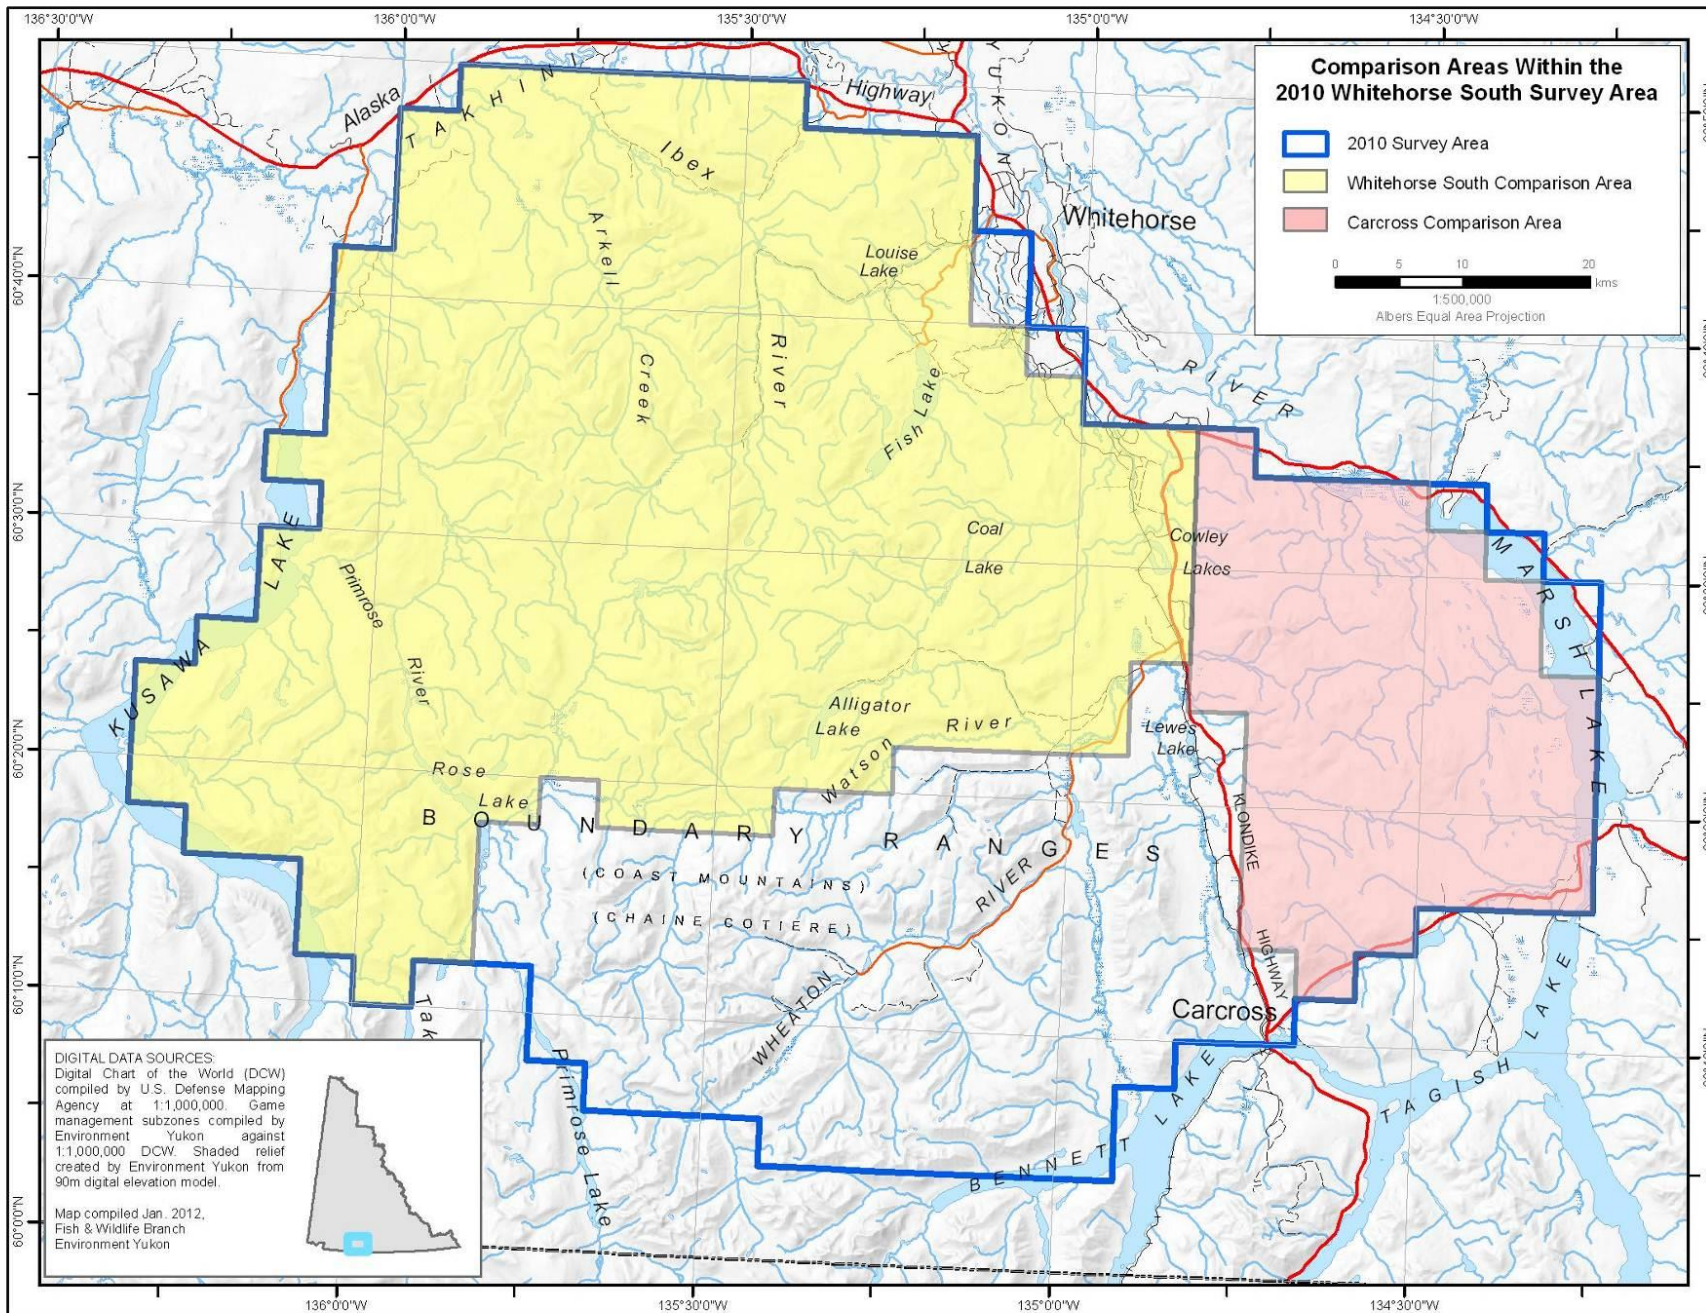 136°30'0"W
136°0'0"W
135°30'0"W
135°0'0"W
134°30'0"W
Comparison Areas Within the
2010 Whitehorse South Survey Area
2010 Survey Area
Whitehorse South Comparison Area
Carcross Comparison Area
0 5 10 20
kms
1:500,000
Albers Equal Area Projection
Alaska
Highway
TAKHINI
YUKON
Ibex
Whitehorse
Arkell
Louise
Lake
60°40'0"N
River
Creek
RIVER
Fish Lake
60°30'0"N
LAKE
Coal
Lake
Cowley
Lakes
MARSH
Primrose
KUSAWA
River
Alligator
Lake
River
Watson
Lewes
Lake
LAKE
60°20'0"N
Rose
Lake
BOUNDARY RANGES
KLONDIKE
(COAST MOUNTAINS)
RIVER
(CHAINE COTIERE)
HIGHWAY
60°10'0"N
Tak
WHEATON
Carcross
LAKE
Primrose Lake
LAKE
TAGISH
BENNETT
DIGITAL DATA SOURCES:
Digital Chart of the World (DCW)
compiled by U.S. Defense Mapping
Agency at 1:1,000,000. Game
management subzones compiled by
Environment Yukon against
1:1,000,000 DCW. Shaded relief
created by Environment Yukon from
90m digital elevation model.
Map compiled Jan. 2012,
Fish & Wildlife Branch
Environment Yukon
60°0'0"N
136°0'0"W
135°30'0"W
135°0'0"W
134°30'0"W